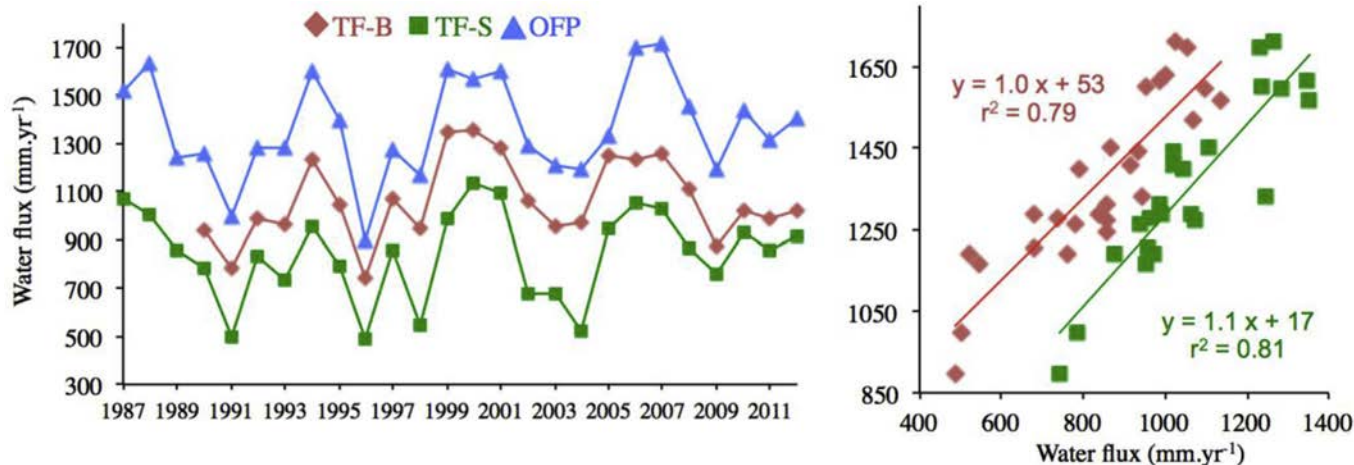 TF-B TF-S OFP
Water flux (mm.yr⁻¹)
1700
1500
1300
1100
900
700
500
300
1987 1989 1991 1993 1995 1997 1999 2001 2003 2005 2007 2009 2011
1650
1450
1250
1050
850
y = 1.0 x + 53
r² = 0.79
y = 1.1 x + 17
r² = 0.81
400 600 800 1000 1200 1400
Water flux (mm.yr⁻¹)